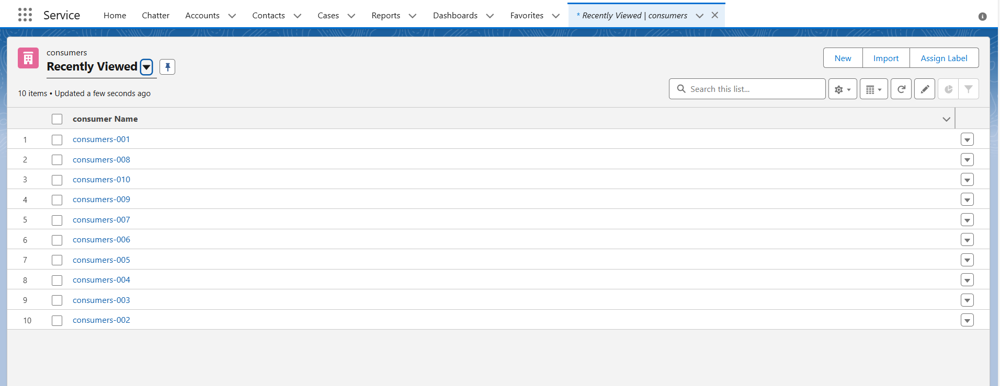 Service Home Chatter Accounts Contacts Cases Reports Dashboards Favorites * Recently Viewed | consumers
consumers
Recently Viewed
New Import Assign Label
10 items • Updated a few seconds ago
Search this list...
consumer Name
1 consumers-001
2 consumers-008
3 consumers-010
4 consumers-009
5 consumers-007
6 consumers-006
7 consumers-005
8 consumers-004
9 consumers-003
10 consumers-002